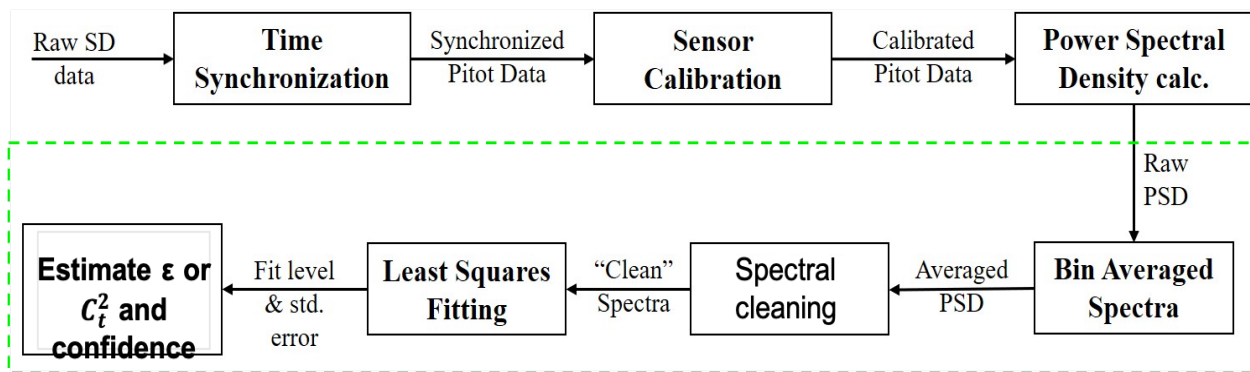 Raw SD
data
Time
Synchronization
Synchronized
Pitot Data
Sensor
Calibration
Calibrated
Pitot Data
Power Spectral
Density calc.
Raw
PSD
Bin Averaged
Spectra
Averaged
PSD
Spectral
cleaning
“Clean”
Spectra
Least Squares
Fitting
Fit level
& std.
error
Estimate ε or
C_t^2 and
confidence